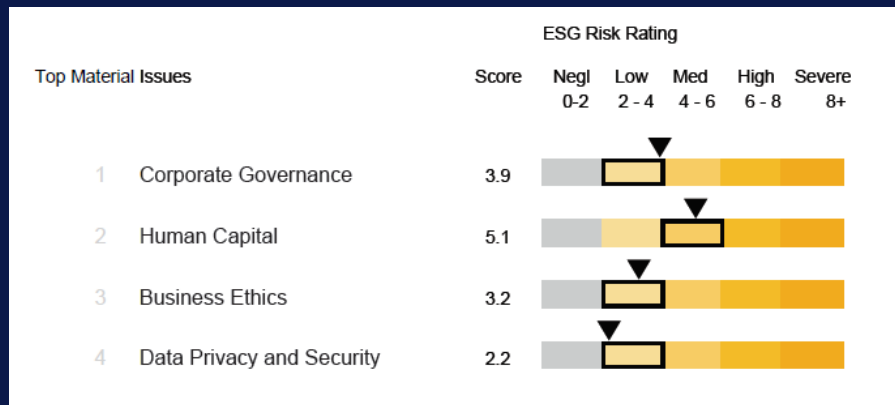 ESG Risk Rating
Top Material Issues Score Negl Low Med High Severe
0-2 2 - 4 4 - 6 6 - 8 8+
1 Corporate Governance 3.9
2 Human Capital 5.1
3 Business Ethics 3.2
4 Data Privacy and Security 2.2